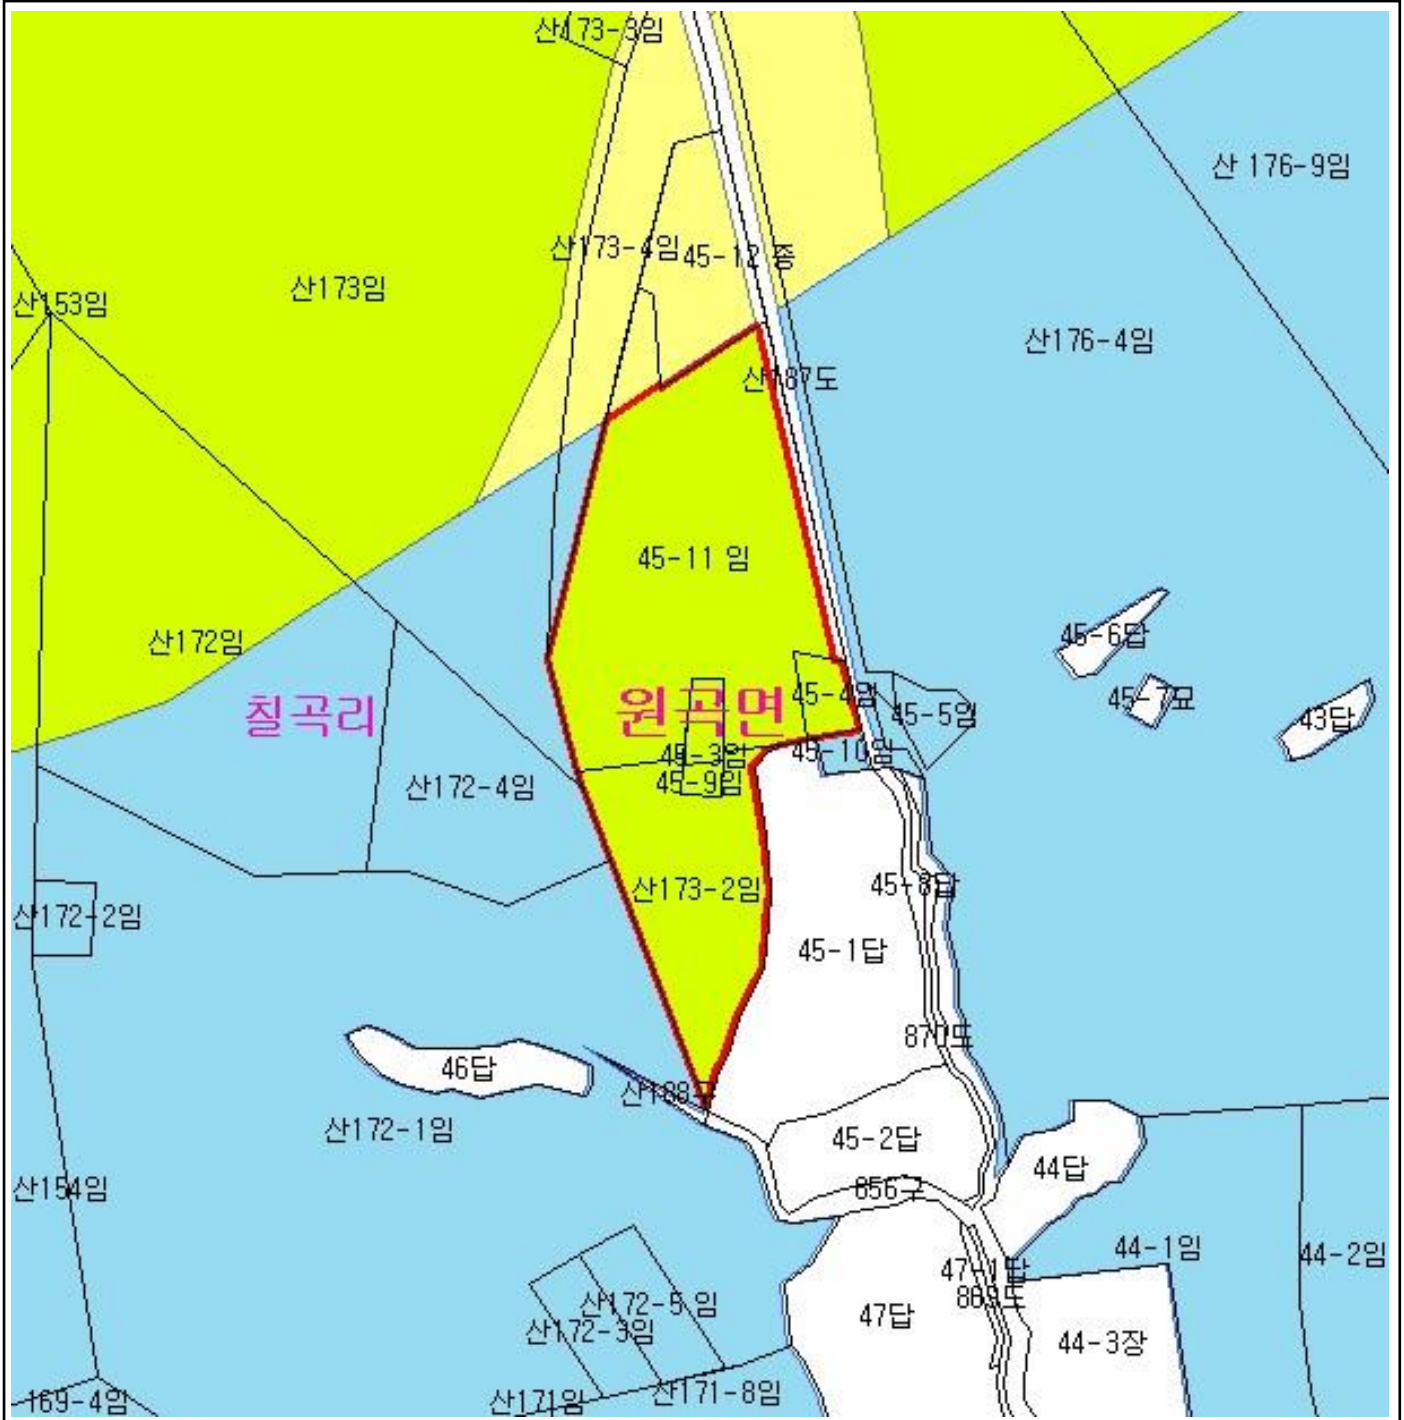 산173-3임
산 176-9임
산173-4임
45-12 종
산173임
산153임
산176-4임
산187도
45-11 임
45-6답
산172임
45-4임
45-7묘
칠곡리
원곡면
45-5임
43답
45-3임
45-10임
45-9임
산172-4임
45-8답
산173-2임
산172-2임
45-1답
870도
46답
산188구
산172-1임
45-2답
44답
산154임
856구
44-1임
44-2임
47-1답
869도
산172-5 임
47답
산172-3임
44-3장
169-4임
산171임
산171-8임